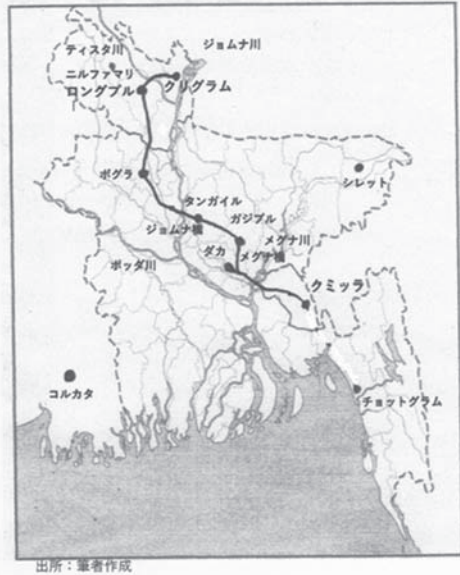 ティスタ川
ジョムナ川
ニルファマリ
ロングプル
クリグラム
ボグラ
シレット
タンガイル
ガジプル
ジョムナ橋
メグナ川
ダカ
メグナ橋
ポッダ川
クミッラ
コルカタ
チョットグラム
出所：筆者作成